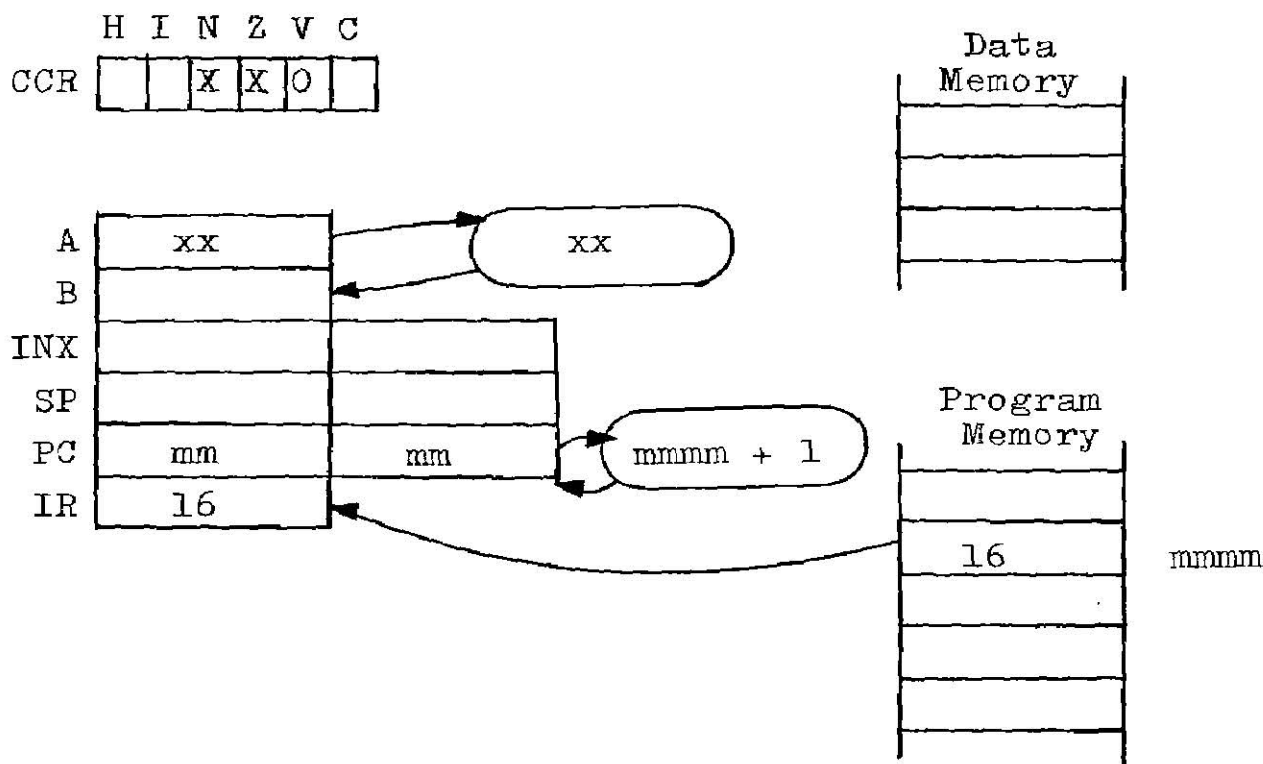 H I N Z V C
CCR X X 0
Data
Memory
A xx xx
B
INX
SP
PC mm mm mmmm + 1
IR 16
Program
Memory
16 mmmm